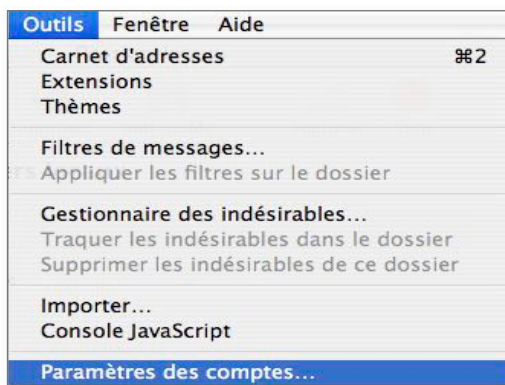 Outils Fenêtre Aide
Carnet d'adresses ⌘2
Extensions
Thèmes
Filtres de messages...
Appliquer les filtres sur le dossier
Gestionnaire des indésirables...
Traquer les indésirables dans le dossier
Supprimer les indésirables de ce dossier
Importer...
Console JavaScript
Paramètres des comptes...